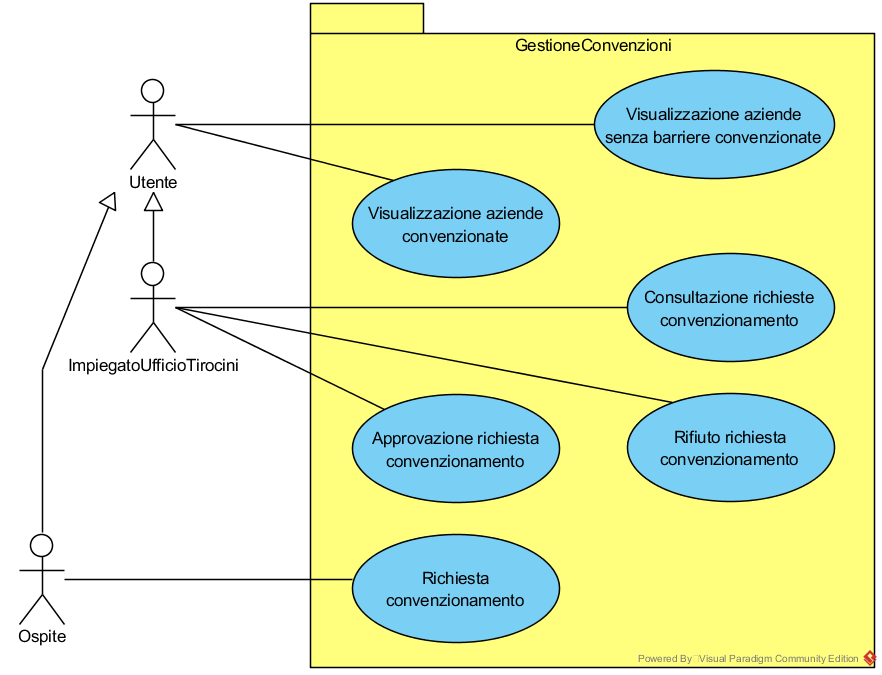 GestioneConvenzioni
Visualizzazione aziende
senza barriere convenzionate
Utente
Visualizzazione aziende
convenzionate
Consultazione richieste
convenzionamento
ImpiegatoUfficioTirocini
Approvazione richiesta
convenzionamento
Rifiuto richiesta
convenzionamento
Richiesta
convenzionamento
Ospite
Powered By Visual Paradigm Community Edition